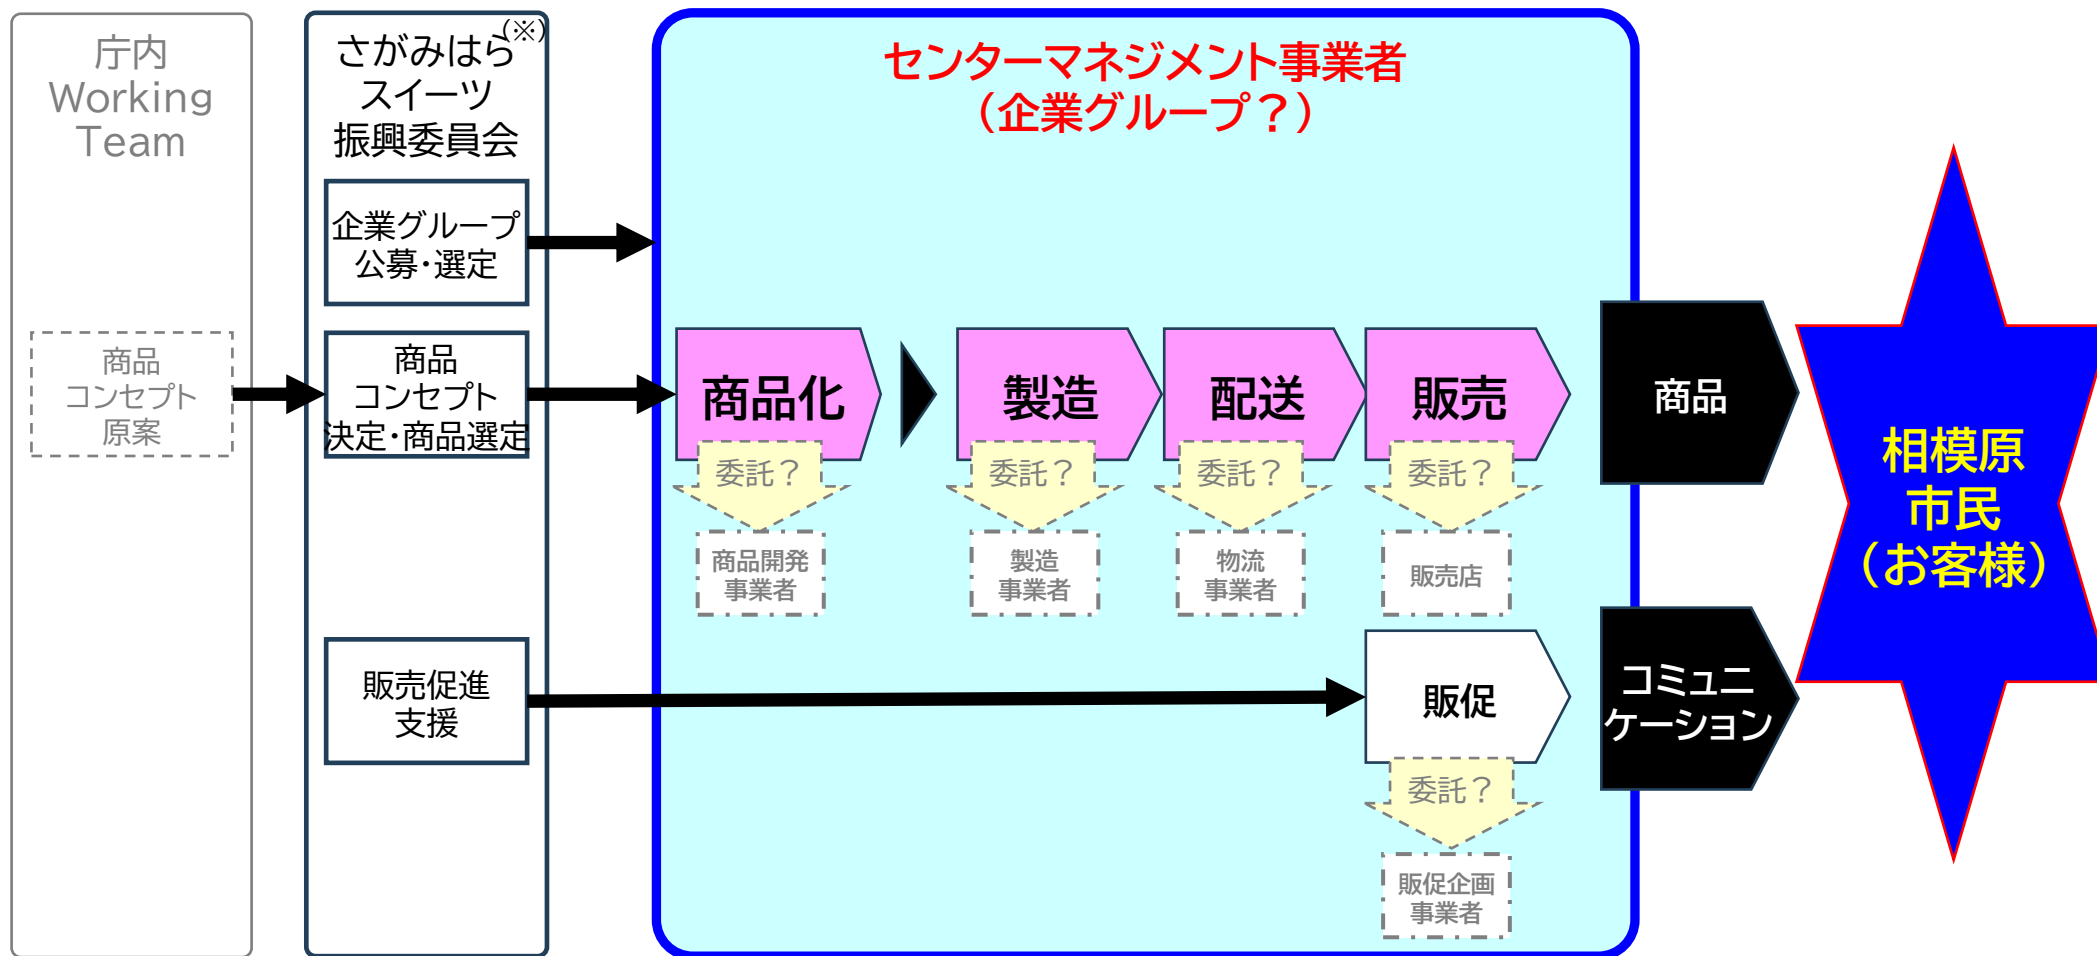 庁内
Working
Team
商品
コンセプト
原案
さがみはら(※)
スイーツ
振興委員会
企業グループ
公募・選定
商品
コンセプト
決定・商品選定
販売促進
支援
センターマネジメント事業者
（企業グループ？）
商品化
製造
配送
販売
委託？
委託？
委託？
委託？
商品開発
事業者
製造
事業者
物流
事業者
販売店
販促
委託？
販促企画
事業者
商品
コミュニ
ケーション
相模原
市民
（お客様）